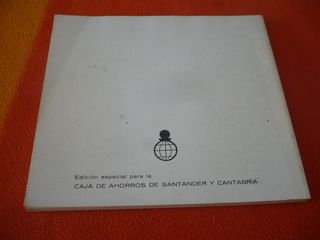 Edición especial para la
CAJA DE AHORROS DE SANTANDER Y CANTABRIA